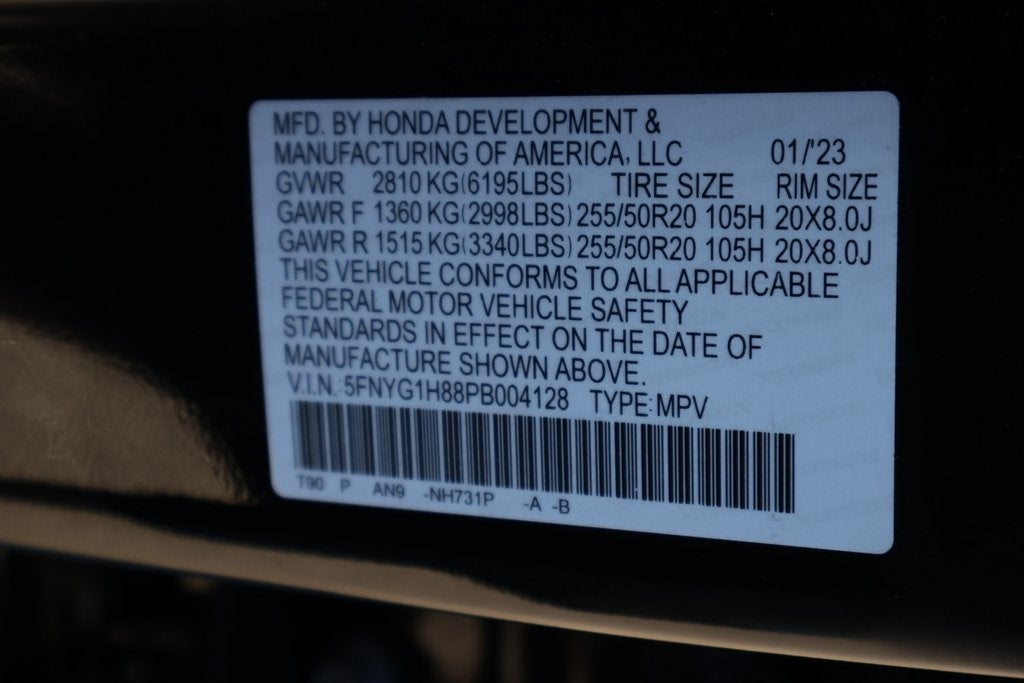 MFD. BY HONDA DEVELOPMENT &
MANUFACTURING OF AMERICA, LLC 01/'23
GVWR 2810 KG(6195LBS) TIRE SIZE RIM SIZE
GAWR F 1360 KG(2998LBS) 255/50R20 105H 20X8.0J
GAWR R 1515 KG(3340LBS) 255/50R20 105H 20X8.0J
THIS VEHICLE CONFORMS TO ALL APPLICABLE
FEDERAL MOTOR VEHICLE SAFETY
STANDARDS IN EFFECT ON THE DATE OF
MANUFACTURE SHOWN ABOVE.
V.I.N.:5FNYG1H88PB004128 TYPE:MPV
T90 P AN9 -NH731P -A -B